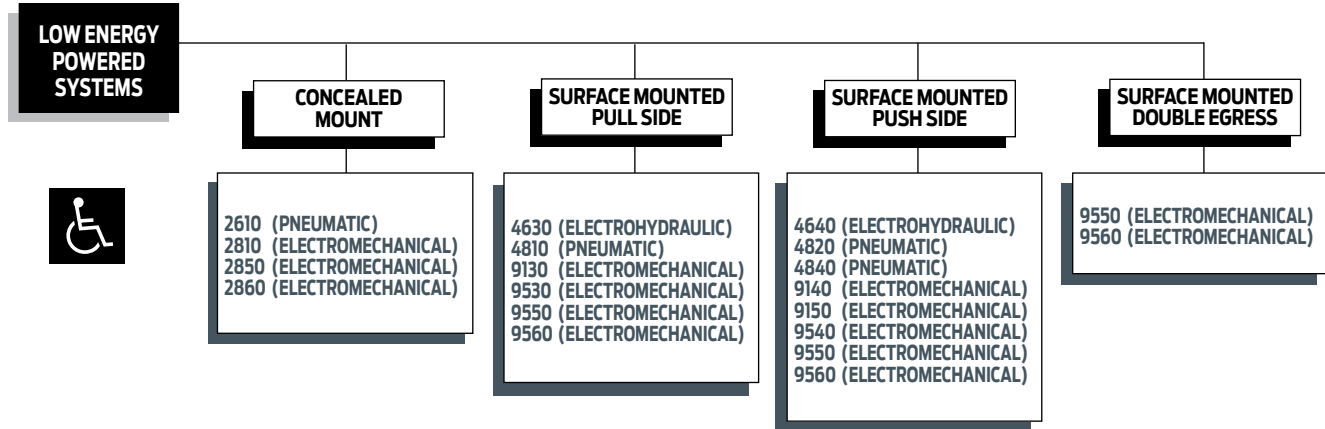 LOW ENERGY
POWERED
SYSTEMS
CONCEALED
MOUNT
2610 (PNEUMATIC)
2810 (ELECTROMECHANICAL)
2850 (ELECTROMECHANICAL)
2860 (ELECTROMECHANICAL)
SURFACE MOUNTED
PULL SIDE
4630 (ELECTROHYDRAULIC)
4810 (PNEUMATIC)
9130 (ELECTROMECHANICAL)
9530 (ELECTROMECHANICAL)
9550 (ELECTROMECHANICAL)
9560 (ELECTROMECHANICAL)
SURFACE MOUNTED
PUSH SIDE
4640 (ELECTROHYDRAULIC)
4820 (PNEUMATIC)
4840 (PNEUMATIC)
9140 (ELECTROMECHANICAL)
9150 (ELECTROMECHANICAL)
9540 (ELECTROMECHANICAL)
9550 (ELECTROMECHANICAL)
9560 (ELECTROMECHANICAL)
SURFACE MOUNTED
DOUBLE EGRESS
9550 (ELECTROMECHANICAL)
9560 (ELECTROMECHANICAL)